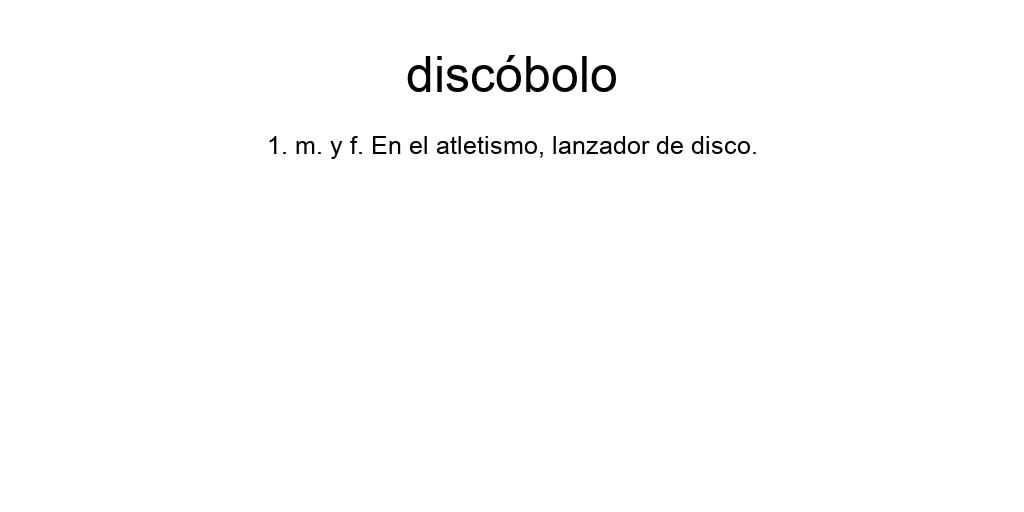 discóbolo
1. m. y f. En el atletismo, lanzador de disco.